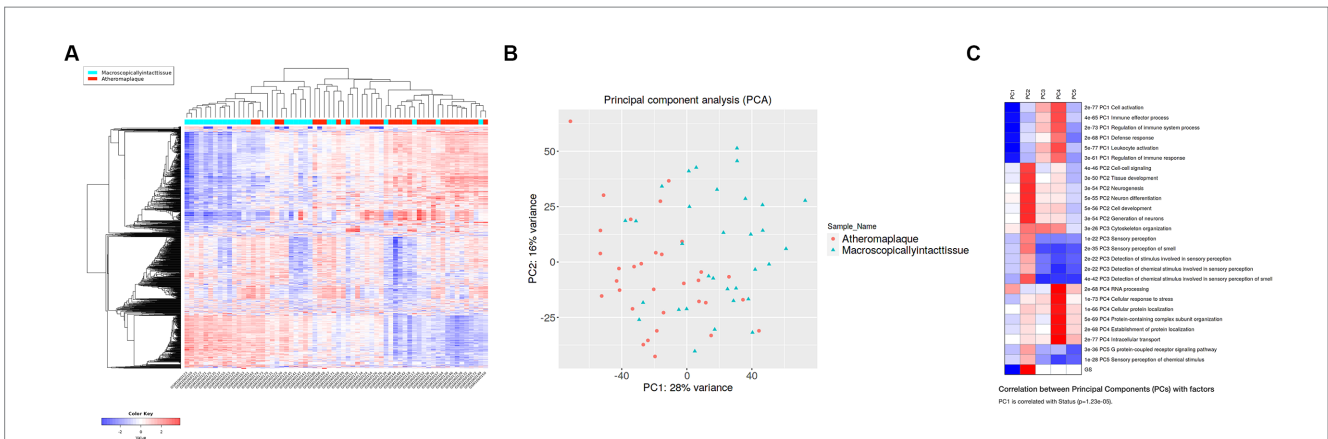 A
Macroscopicallyintacttissue
Atheromaplaque
Color Key
-2 0 2
Value
B
Principal component analysis (PCA)
50
25
0
-25
PC2: 16% variance
-40 0 40 80
PC1: 28% variance
Sample_Name
Atheromaplaque
Macroscopicallyintacttissue
C
PC1 PC2 PC3 PC4 PC5
2e-77 PC1 Cell activation
4e-65 PC1 Immune effector process
2e-73 PC1 Regulation of immune system process
2e-68 PC1 Defense response
5e-77 PC1 Leukocyte activation
3e-61 PC1 Regulation of immune response
4e-46 PC2 Cell-cell signaling
3e-50 PC2 Tissue development
3e-54 PC2 Neurogenesis
5e-55 PC2 Neuron differentiation
5e-56 PC2 Cell development
3e-54 PC2 Generation of neurons
3e-26 PC3 Cytoskeleton organization
1e-22 PC3 Sensory perception
2e-35 PC3 Sensory perception of smell
2e-22 PC3 Detection of stimulus involved in sensory perception
2e-22 PC3 Detection of chemical stimulus involved in sensory perception
4e-42 PC3 Detection of chemical stimulus involved in sensory perception of smell
2e-68 PC4 RNA processing
1e-73 PC4 Cellular response to stress
1e-66 PC4 Cellular protein localization
5e-69 PC4 Protein-containing complex subunit organization
2e-68 PC4 Establishment of protein localization
2e-77 PC4 Intracellular transport
3e-36 PC5 G protein-coupled receptor signaling pathway
1e-28 PC5 Sensory perception of chemical stimulus
GS
Correlation between Principal Components (PCs) with factors
PC1 is correlated with Status (p=1.23e-05).